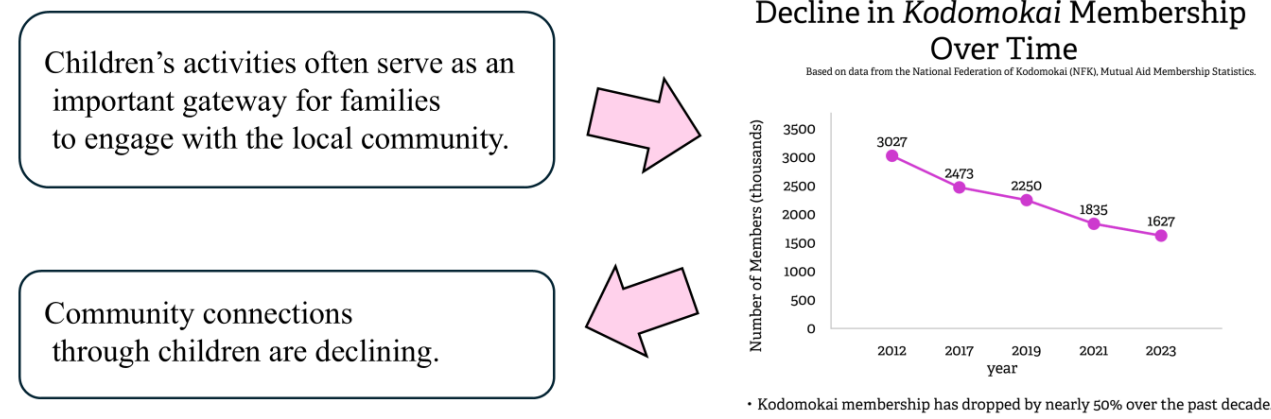 Children's activities often serve as an
important gateway for families
to engage with the local community.
Community connections
through children are declining.
Decline in Kodomokai Membership
Over Time
Based on data from the National Federation of Kodomokai (NFK), Mutual Aid Membership Statistics.
Number of Members (thousands)
3500
3000
2500
2000
1500
1000
500
0
3027
2473
2250
1835
1627
2012 2017 2019 2021 2023
year
• Kodomokai membership has dropped by nearly 50% over the past decade